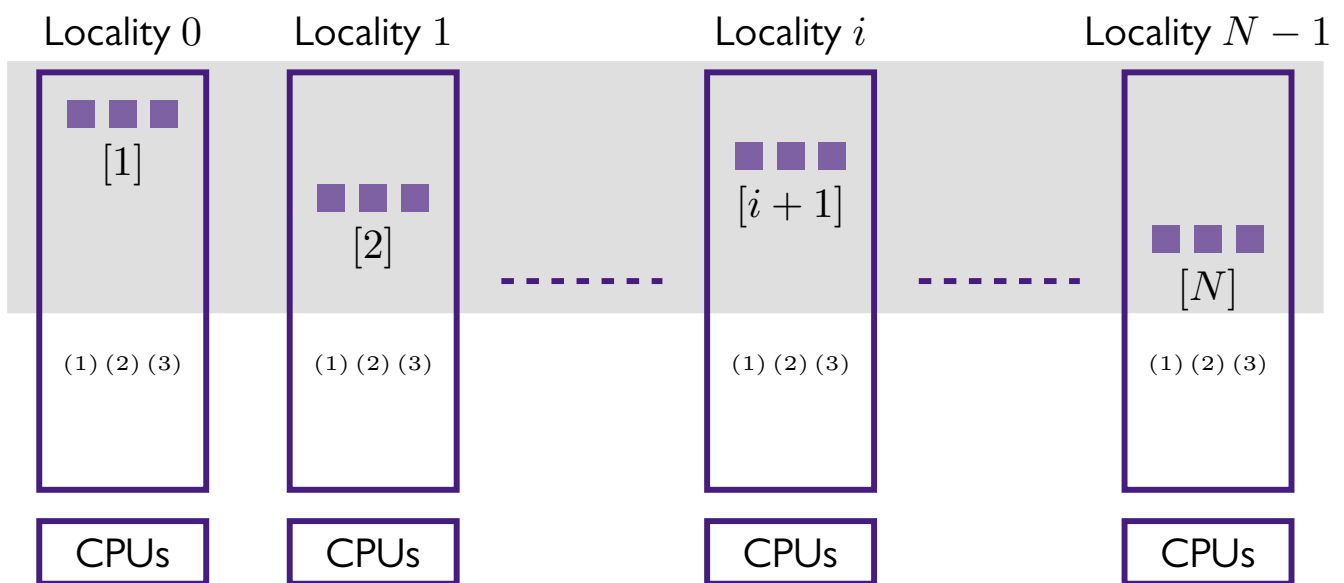 Locality 0 Locality 1 Locality i Locality N − 1
[1]
[i + 1]
[2]
[N]
(1) (2) (3) (1) (2) (3) (1) (2) (3) (1) (2) (3)
CPUs CPUs CPUs CPUs